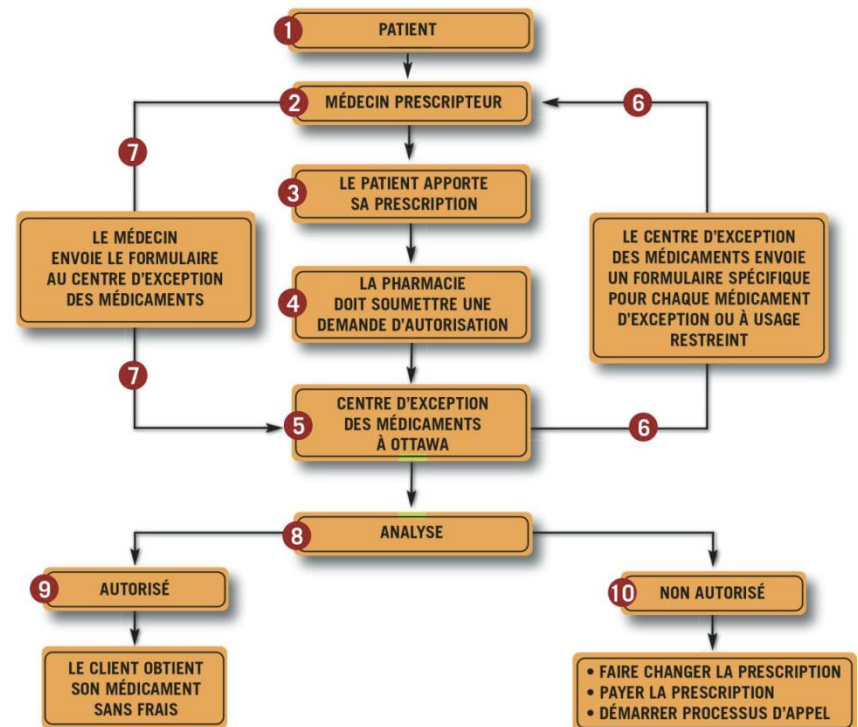 1
PATIENT
2
MÉDECIN PRESCRIPTEUR
6
7
3
LE PATIENT APPORTE
SA PRESCRIPTION
LE MÉDECIN
ENVOIE LE FORMULAIRE
AU CENTRE D'EXCEPTION
DES MÉDICAMENTS
LE CENTRE D'EXCEPTION
DES MÉDICAMENTS ENVOIE
UN FORMULAIRE SPÉCIFIQUE
POUR CHAQUE MÉDICAMENT
D'EXCEPTION OU À USAGE
RESTREINT
4
LA PHARMACIE
DOIT SOUMETTRE UNE
DEMANDE D'AUTORISATION
7
5
CENTRE D'EXCEPTION
DES MÉDICAMENTS
À OTTAWA
6
8
ANALYSE
9
AUTORISÉ
10
NON AUTORISÉ
LE CLIENT OBTIENT
SON MÉDICAMENT
SANS FRAIS
• FAIRE CHANGER LA PRESCRIPTION
• PAYER LA PRESCRIPTION
• DÉMARRER PROCESSUS D'APPEL